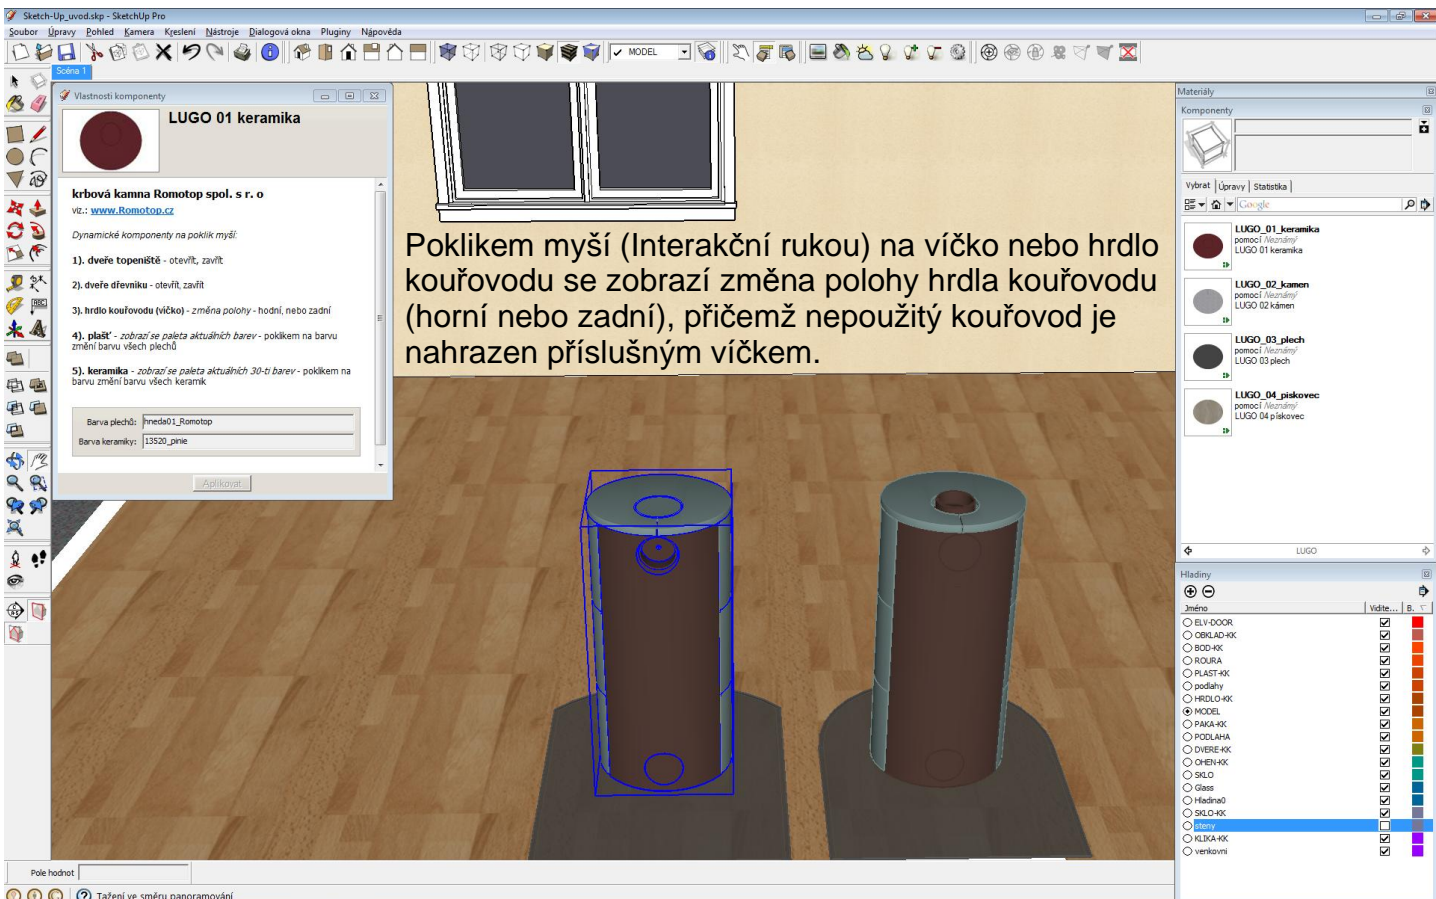 Sketch-Up_uvod.skp - SketchUp Pro
Soubor Úpravy Pohled Kamera Kreslení Nástroje Dialogová okna Pluginy Nápověda
MODEL
Scéna 1
Vlastnosti komponenty
LUGO 01 keramika
krbová kamna Romotop spol. s r. o
viz.: www.Romotop.cz
Dynamické komponenty na poklik myší:
1). dveře topeniště - otevřít, zavřít
2). dveře dřevniku - otevřít, zavřít
3). hrdlo kouřovodu (víčko) - změna polohy - hodní, nebo zadní
4). plašť - zobrazí se paleta aktuálních barev - poklikem na barvu
změní barvu všech plechů
5). keramika - zobrazí se paleta aktuálních 30-ti barev - poklikem na
barvu změní barvu všech keramik
Barva plechů: hneda01_Romotop
Barva keramiky: 13520_pinie
Aplikovat
Poklikem myší (Interakční rukou) na víčko nebo hrdlo
kouřovodu se zobrazí změna polohy hrdla kouřovodu
(horní nebo zadní), přičemž nepoužitý kouřovod je
nahrazen příslušným víčkem.
Materiály
Komponenty
Vybrat Úpravy Statistika
Google
LUGO_01_keramika
pomocí Neznámý
LUGO 01 keramika
LUGO_02_kamen
pomocí Neznámý
LUGO 02 kámen
LUGO_03_plech
pomocí Neznámý
LUGO 03 plech
LUGO_04_piskovec
pomocí Neznámý
LUGO 04 pískovec
LUGO
Hladiny
Jméno Vidite... B.
ELV-DOOR
OBKLAD-KK
BOD-KK
ROURA
PLAST-KK
podlahy
HRDLO-KK
MODEL
PAKA-KK
PODLAHA
DVERE-KK
OHEN-KK
SKLO
Glass
Hladina0
SKLO-KK
steny
KLIKA-KK
venkovni
Pole hodnot
Tažení ve směru panoramování
ABC